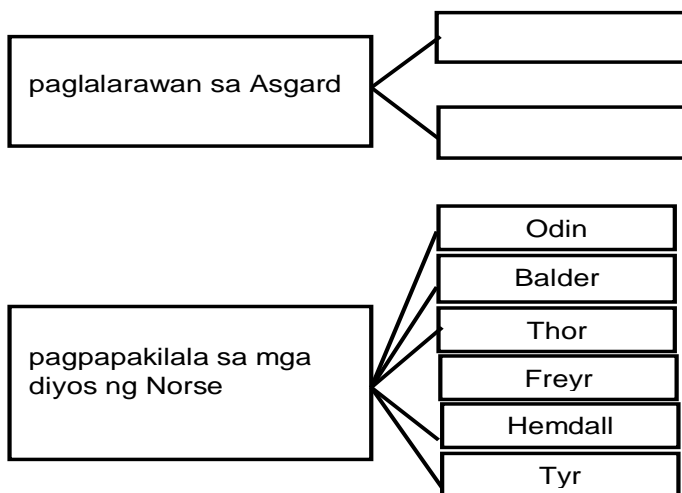 paglalarawan sa Asgard
Odin
Balder
Thor
pagpapakilala sa mga
diyos ng Norse
Freyr
Hemdall
Tyr